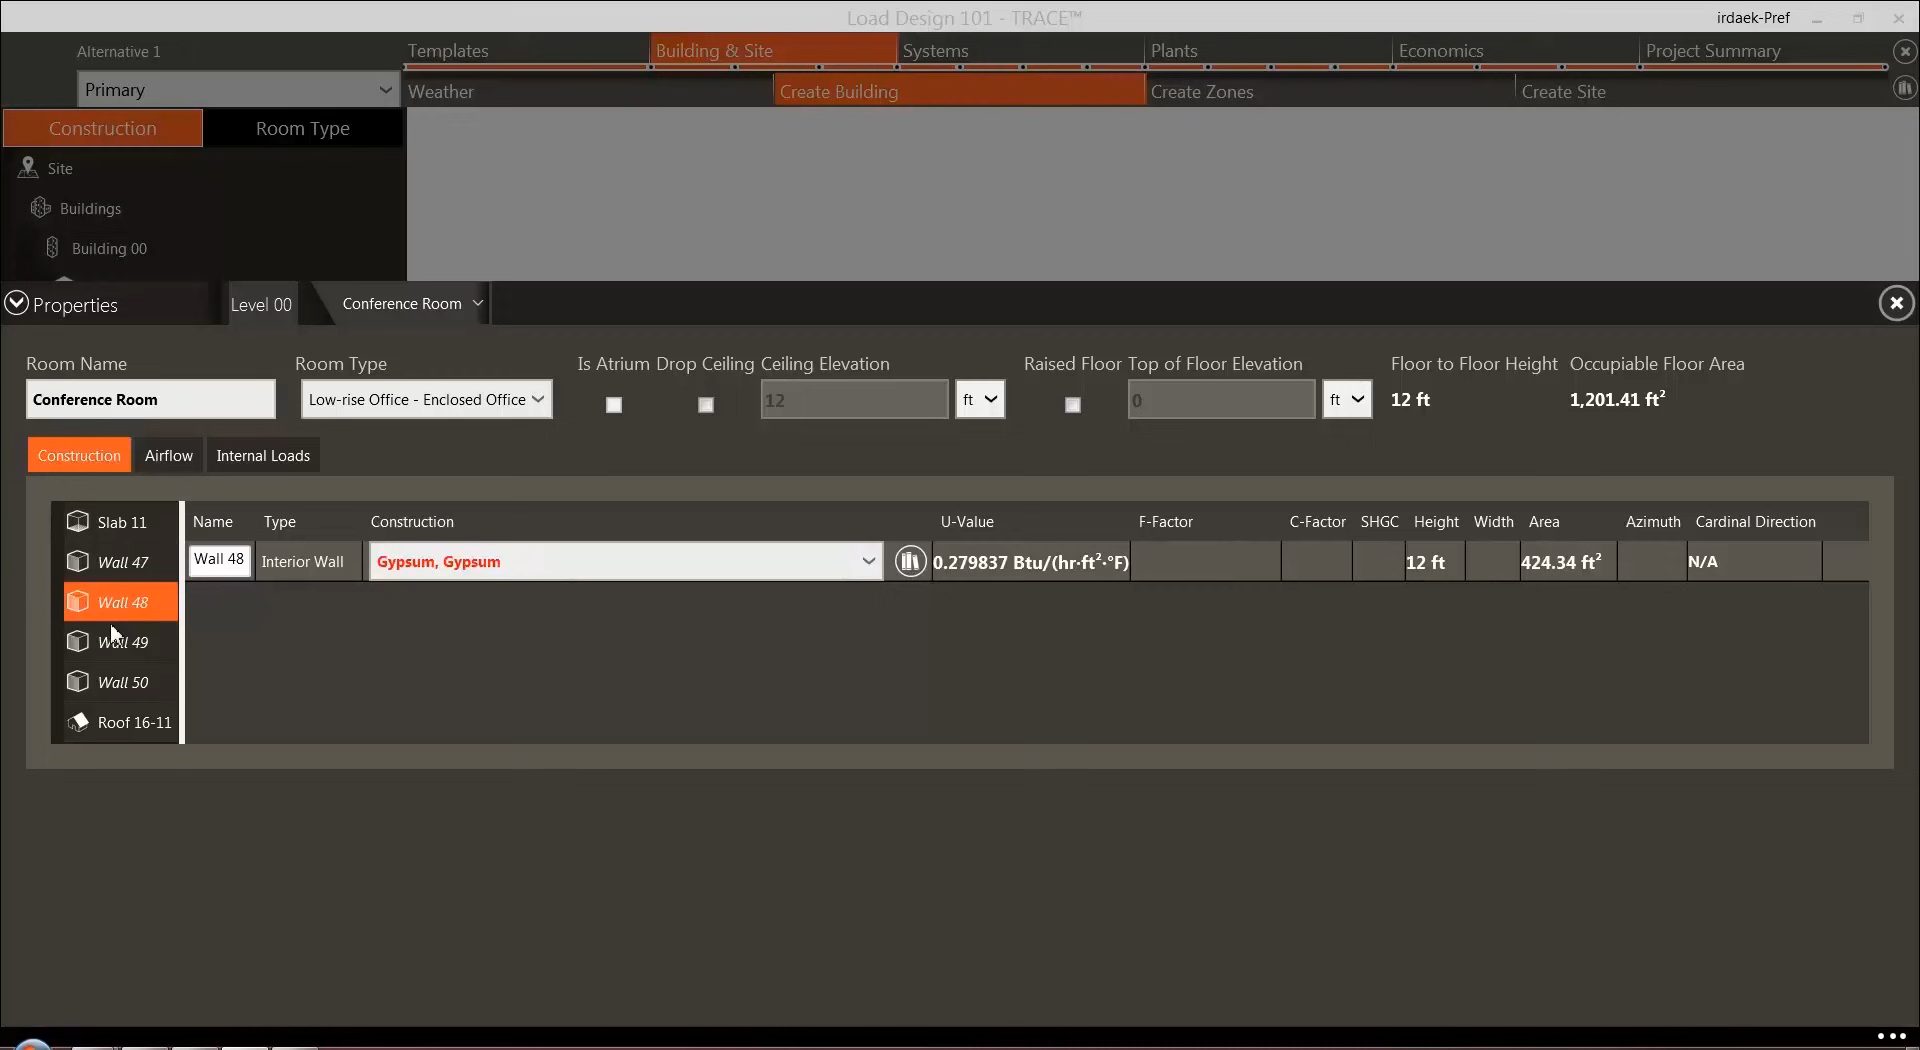 Load Design 101 - TRACE™
irdaek-Pref
Alternative 1
Templates
Building & Site
Systems
Plants
Economics
Project Summary
Primary
Weather
Create Building
Create Zones
Create Site
Construction
Room Type
Site
Buildings
Building 00
Properties
Level 00
Conference Room
Room Name
Room Type
Is Atrium
Drop Ceiling
Ceiling Elevation
Raised Floor
Top of Floor Elevation
Floor to Floor Height
Occupiable Floor Area
Conference Room
Low-rise Office - Enclosed Office
12
ft
0
ft
12 ft
1,201.41 ft²
Construction
Airflow
Internal Loads
Slab 11
Wall 47
Wall 48
Wall 49
Wall 50
Roof 16-11
Name
Type
Construction
U-Value
F-Factor
C-Factor
SHGC
Height
Width
Area
Azimuth
Cardinal Direction
Wall 48
Interior Wall
Gypsum, Gypsum
0.279837 Btu/(hr·ft²·°F)
12 ft
424.34 ft²
N/A